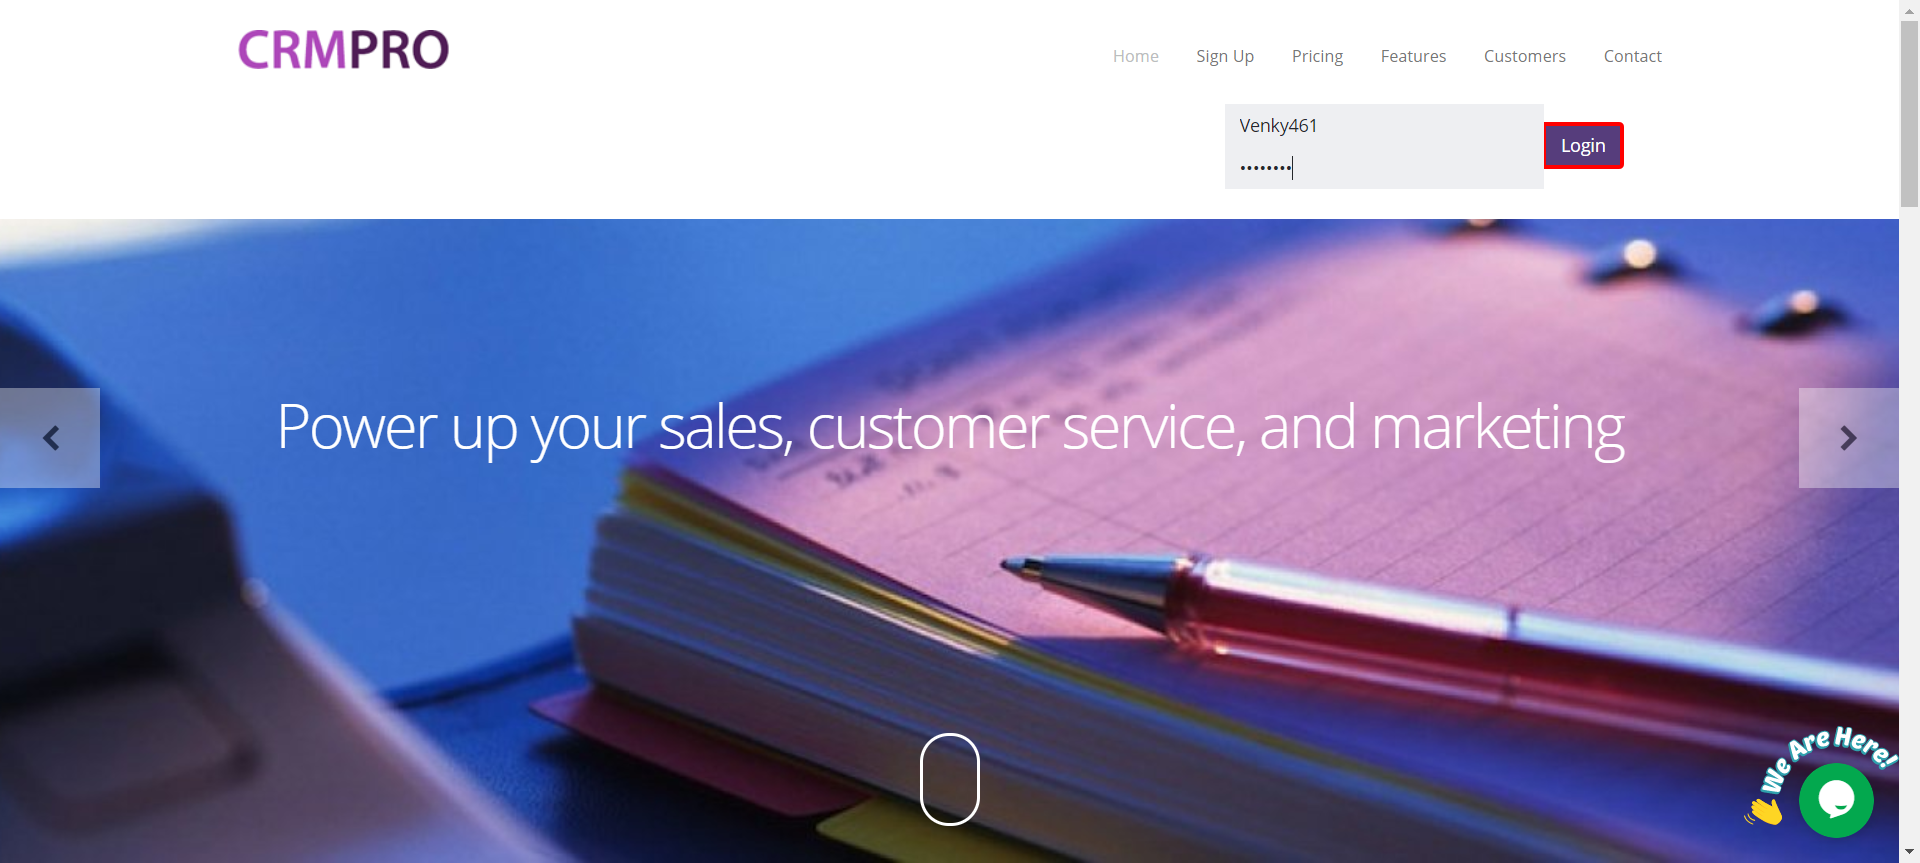 CRMPRO
Home Sign Up Pricing Features Customers Contact
Venky461
••••••••
Login
Power up your sales, customer service, and marketing
We Are Here!